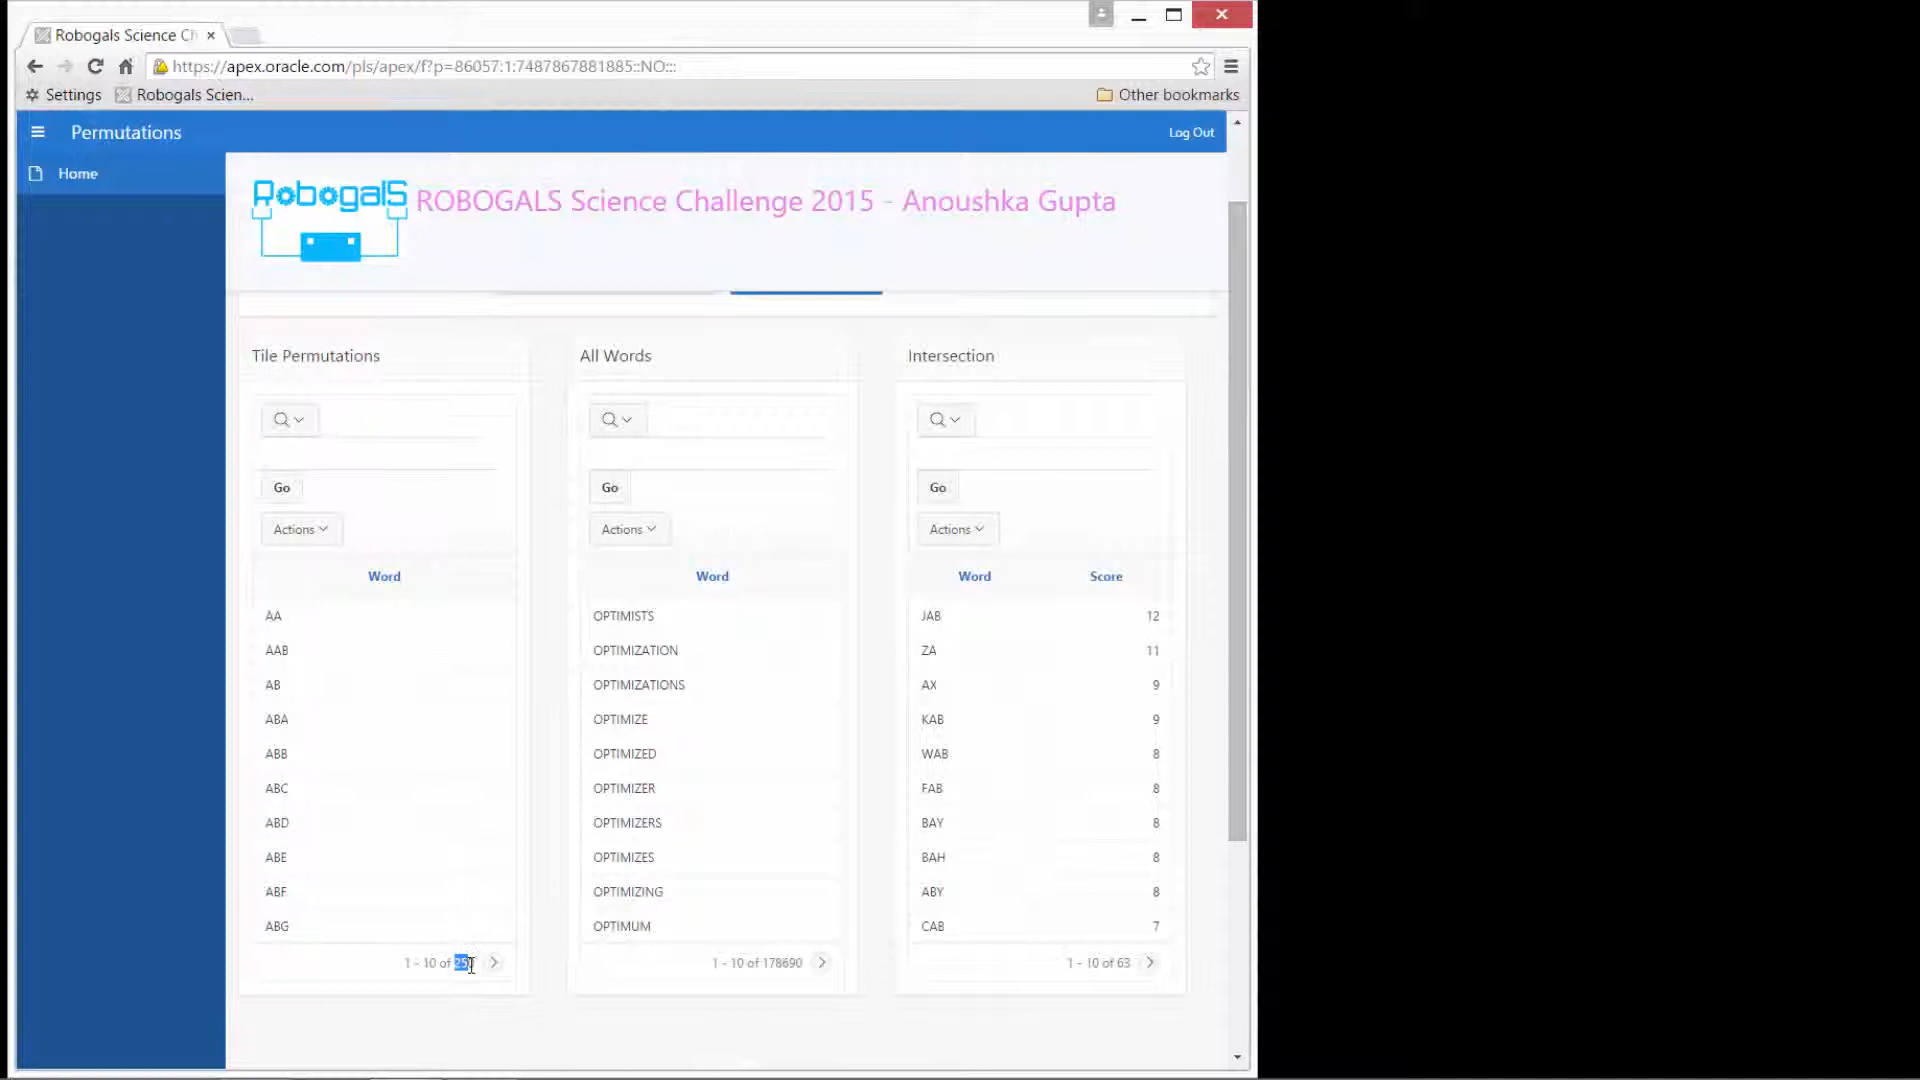 Robogals Science Ch
https://apex.oracle.com/pls/apex/f?p=86057:1:7487867881885::NO:::
Settings Robogals Scien... Other bookmarks
Permutations Log Out
Home
Robogals ROBOGALS Science Challenge 2015 - Anoushka Gupta
Tile Permutations All Words Intersection
Go Go Go
Actions Actions Actions
Word Word Word Score
AA OPTIMISTS JAB 12
AAB OPTIMIZATION ZA 11
AB OPTIMIZATIONS AX 9
ABA OPTIMIZE KAB 9
ABB OPTIMIZED WAB 8
ABC OPTIMIZER FAB 8
ABD OPTIMIZERS BAY 8
ABE OPTIMIZES BAH 8
ABF OPTIMIZING ABY 8
ABG OPTIMUM CAB 7
1 - 10 of 1 - 10 of 178690 1 - 10 of 63